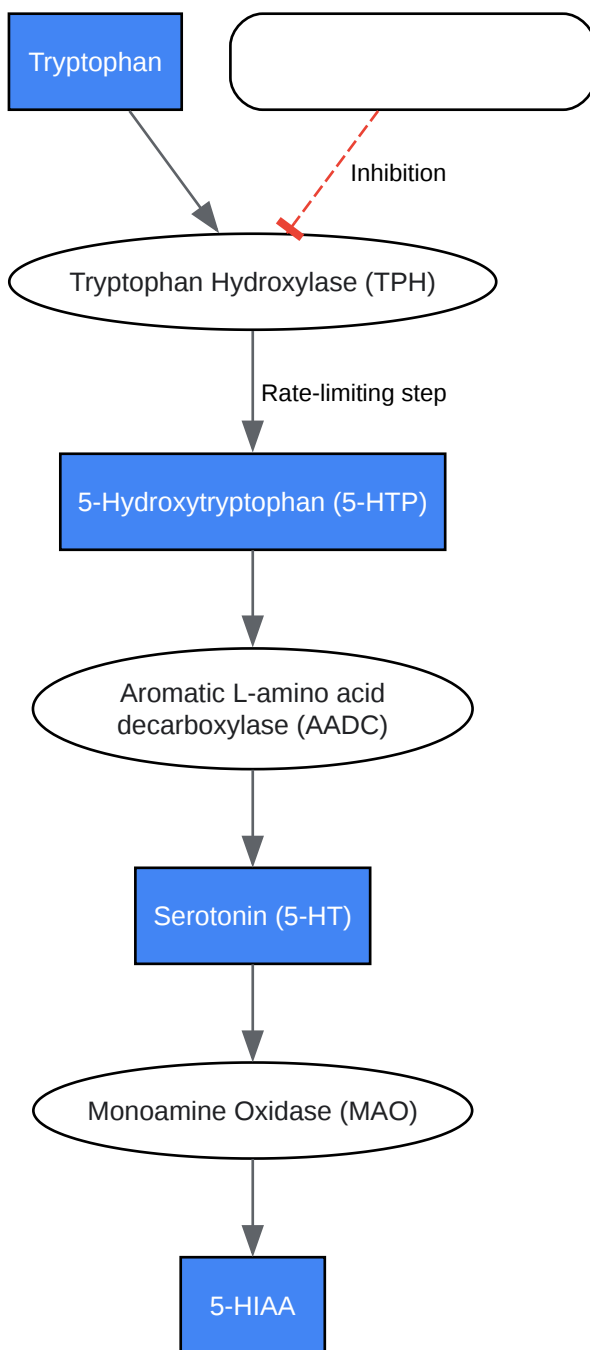 Tryptophan
Inhibition
Tryptophan Hydroxylase (TPH)
Rate-limiting step
5-Hydroxytryptophan (5-HTP)
Aromatic L-amino acid
decarboxylase (AADC)
Serotonin (5-HT)
Monoamine Oxidase (MAO)
5-HIAA